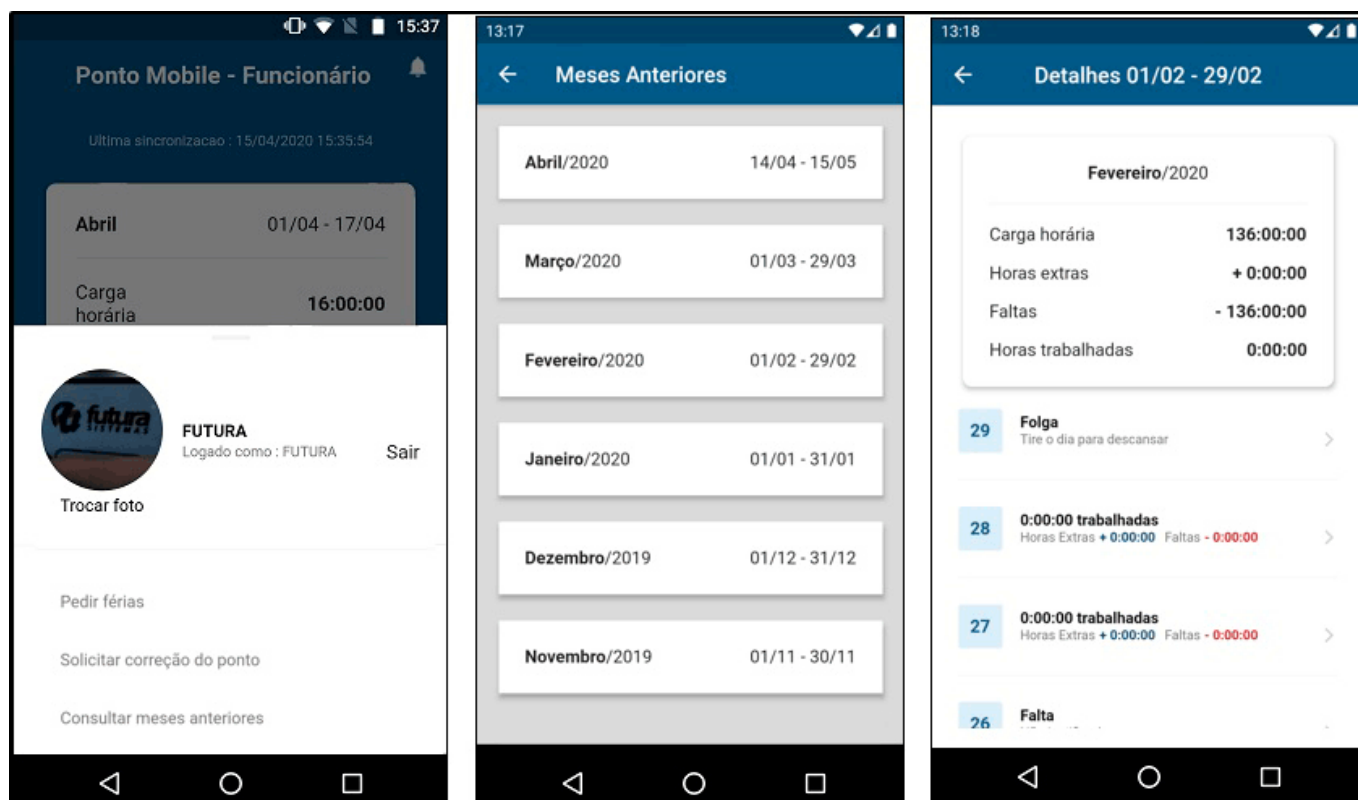 15:37
Ponto Mobile - Funcionário
Ultima sincronizacao : 15/04/2020 15:35:54
Abril 01/04 - 17/04
Carga
horária 16:00:00
futura
SISTEMAS
FUTURA
Logado como : FUTURA
Sair
Trocar foto
Pedir férias
Solicitar correção do ponto
Consultar meses anteriores
13:17
Meses Anteriores
Abril/2020 14/04 - 15/05
Março/2020 01/03 - 29/03
Fevereiro/2020 01/02 - 29/02
Janeiro/2020 01/01 - 31/01
Dezembro/2019 01/12 - 31/12
Novembro/2019 01/11 - 30/11
13:18
Detalhes 01/02 - 29/02
Fevereiro/2020
Carga horária 136:00:00
Horas extras + 0:00:00
Faltas - 136:00:00
Horas trabalhadas 0:00:00
29 Folga
Tire o dia para descansar
28 0:00:00 trabalhadas
Horas Extras + 0:00:00 Faltas - 0:00:00
27 0:00:00 trabalhadas
Horas Extras + 0:00:00 Faltas - 0:00:00
26 Falta